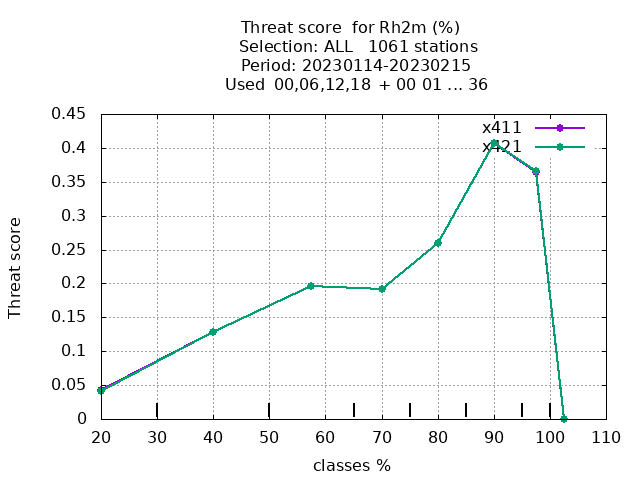 Threat score  for Rh2m (%)
Selection: ALL   1061 stations
Period: 20230114-20230215
Used  00,06,12,18  + 00 01 ... 36
0.45
0.4
0.35
0.3
0.25
0.2
0.15
0.1
0.05
0
Threat score
x411
x421
20 30 40 50 60 70 80 90 100 110
classes %